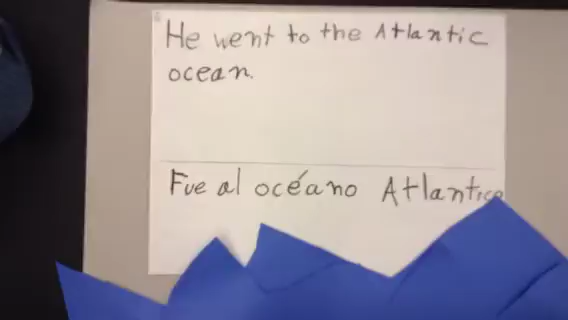 He went to the Atlantic
ocean.
Fue al océano Atlantico